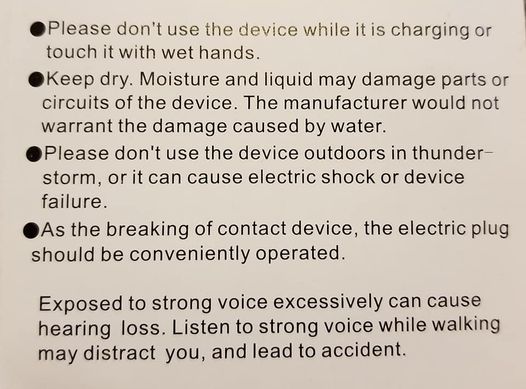 ●Please don't use the device while it is charging or
touch it with wet hands.
●Keep dry. Moisture and liquid may damage parts or
circuits of the device. The manufacturer would not
warrant the damage caused by water.
●Please don't use the device outdoors in thunder-
storm, or it can cause electric shock or device
failure.
●As the breaking of contact device, the electric plug
should be conveniently operated.
Exposed to strong voice excessively can cause
hearing loss. Listen to strong voice while walking
may distract you, and lead to accident.